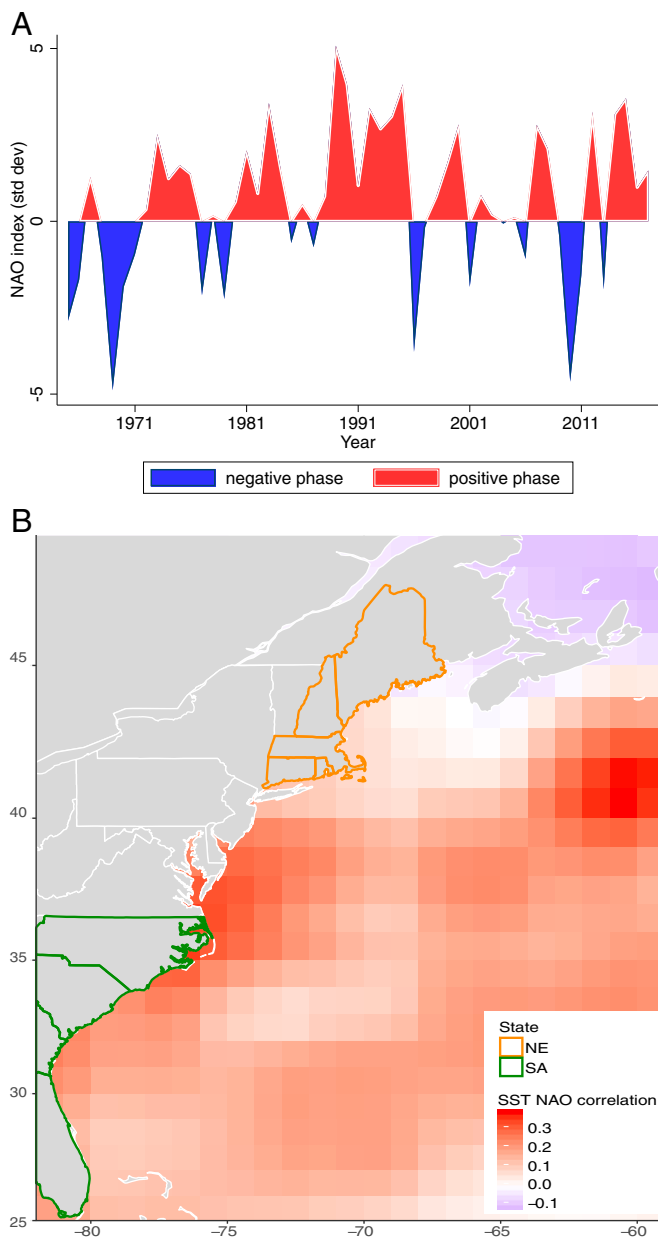 A
5
0
-5
NAO index (std dev)
1971 1981 1991 2001 2011
Year
negative phase positive phase
B
45
40
35
30
25
−80 −75 −70 −65 −60
State
NE
SA
SST NAO correlation
0.3
0.2
0.1
0.0
−0.1